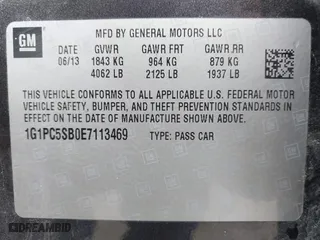 GM
MFD BY GENERAL MOTORS LLC
DATE GVWR GAWR FRT GAWR RR
06/13 1843 KG 964 KG 879 KG
4062 LB 2125 LB 1937 LB
THIS VEHICLE CONFORMS TO ALL APPLICABLE U.S. FEDERAL MOTOR
VEHICLE SAFETY, BUMPER, AND THEFT PREVENTION STANDARDS IN
EFFECT ON THE DATE OF MANUFACTURE SHOWN ABOVE.
1G1PC5SB0E7113469 TYPE: PASS CAR
DREAMBID